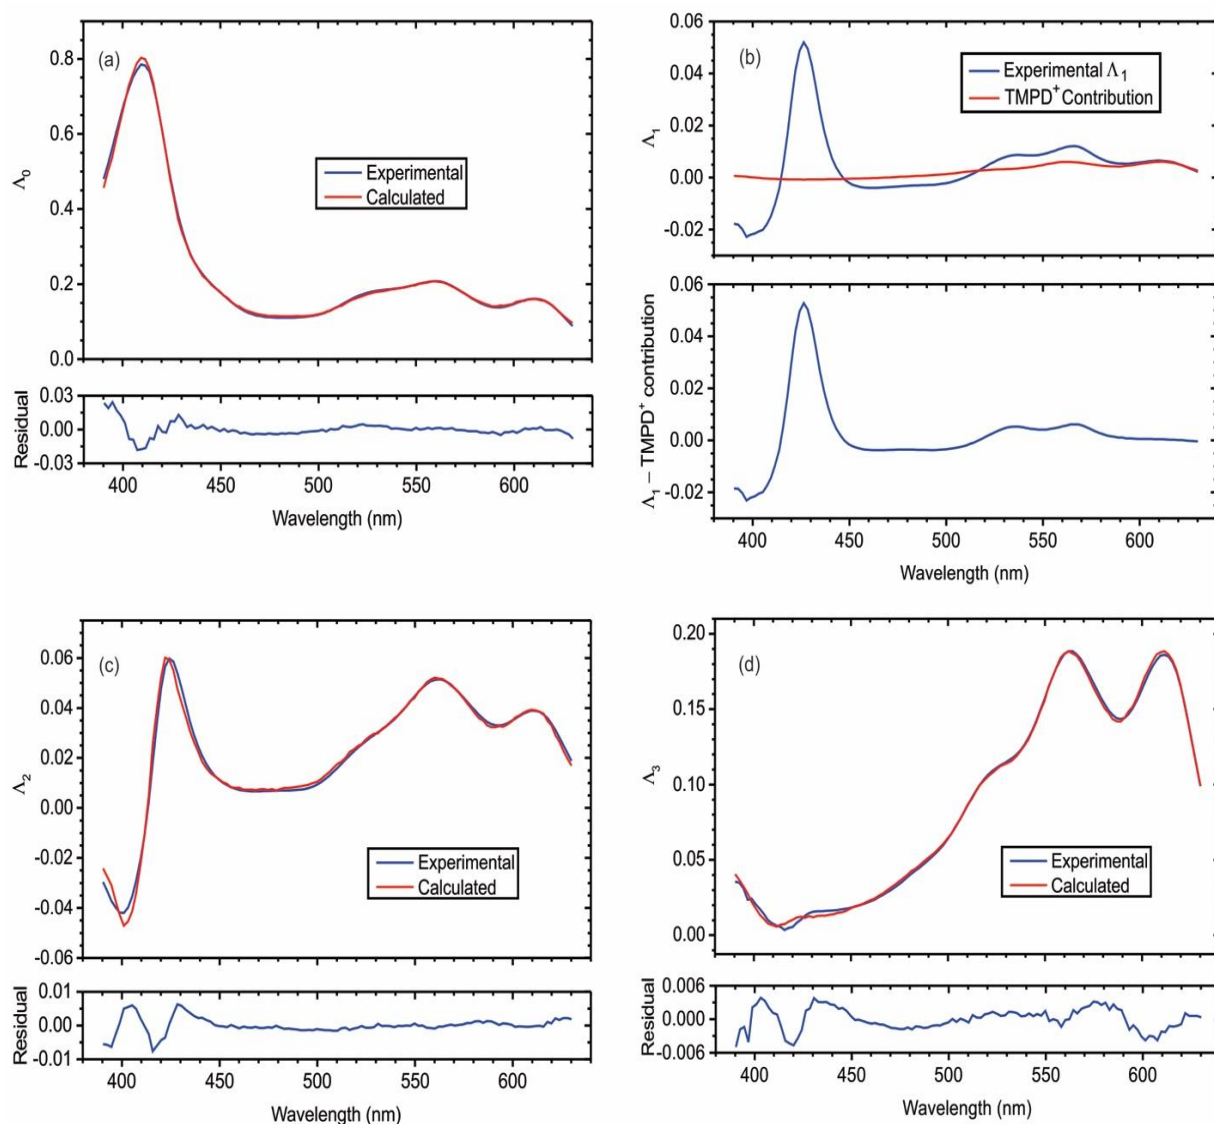 (a)
0.8
0.6
0.4
0.2
0.0
Λ0
Experimental
Calculated
0.03
0.00
-0.03
Residual
400 450 500 550 600
Wavelength (nm)
(b)
0.06
0.04
0.02
0.00
-0.02
Λ1
Experimental Λ1
TMPD+ Contribution
0.06
0.04
0.02
0.00
-0.02
Λ1 – TMPD+ contribution
400 450 500 550 600
Wavelength (nm)
(c)
0.06
0.04
0.02
0.00
-0.02
-0.04
-0.06
Λ2
Experimental
Calculated
0.01
0.00
-0.01
Residual
400 450 500 550 600
Wavelength (nm)
(d)
0.20
0.15
0.10
0.05
0.00
Λ3
Experimental
Calculated
0.006
0.000
-0.006
Residual
400 450 500 550 600
Wavelength (nm)